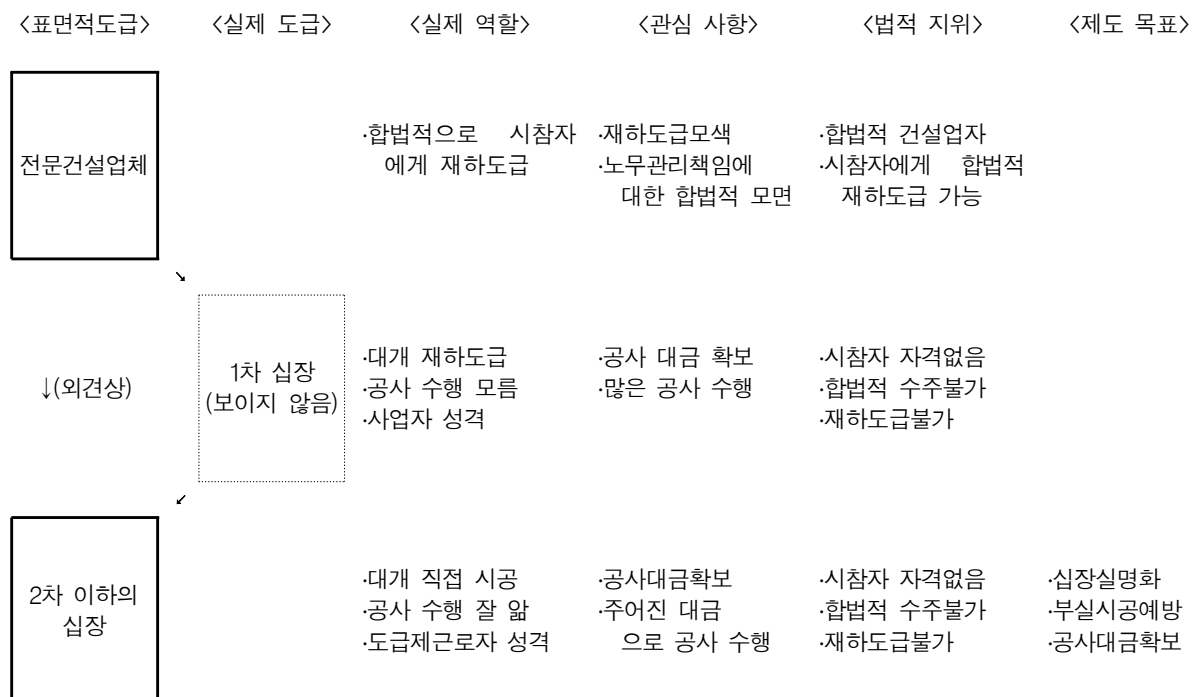 <표면적도급> <실제 도급> <실제 역할> <관심 사항> <법적 지위> <제도 목표>
전문건설업체
·합법적으로 시참자
에게 재하도급
·재하도급모색
·노무관리책임에
대한 합법적 모면
·합법적 건설업자
·시참자에게 합법적
재하도급 가능
↘
↓(외견상)
1차 십장
(보이지 않음)
·대개 재하도급
·공사 수행 모름
·사업자 성격
·공사 대금 확보
·많은 공사 수행
·시참자 자격없음
·합법적 수주불가
·재하도급불가
↙
2차 이하의
십장
·대개 직접 시공
·공사 수행 잘 앎
·도급제근로자 성격
·공사대금확보
·주어진 대금
으로 공사 수행
·시참자 자격없음
·합법적 수주불가
·재하도급불가
·십장실명화
·부실시공예방
·공사대금확보